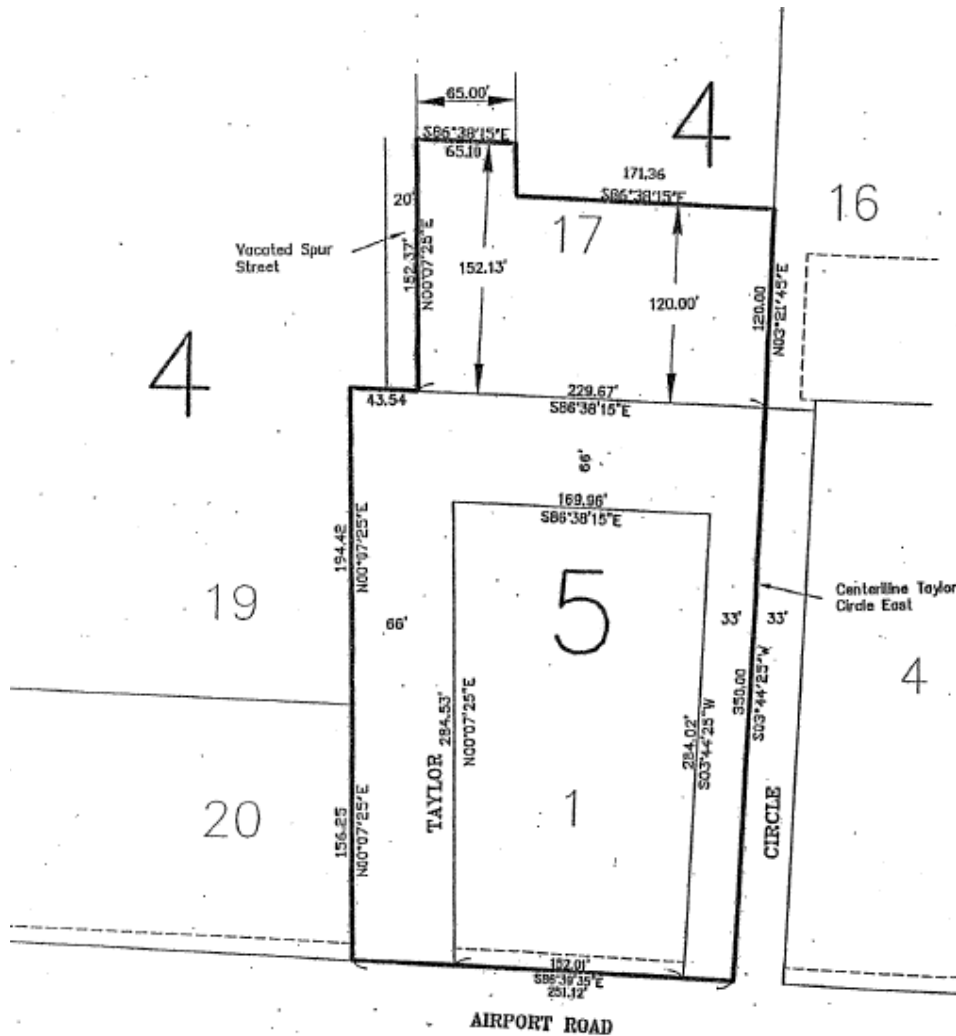 65.00'
4
S86°38'15"E
65.10
171.36
S86°38'15"E
16
20'
17
Vacated Spur
Street
152.37'
N00°07'25"E
152.13'
120.00'
120.00
N03°21'45"E
4
43.54
229.67'
S86°38'15"E
66'
169.96'
S86°38'15"E
194.42
N00°07'25"E
19
5
Centerline Taylor
Circle East
66'
33'
33'
4
284.53'
N00°07'25"E
284.02'
S03°44'25"W
350.00
S03°44'25"W
TAYLOR
20
1
CIRCLE
156.25
N00°07'25"E
152.01'
S86°39'35"E
251.12'
AIRPORT ROAD